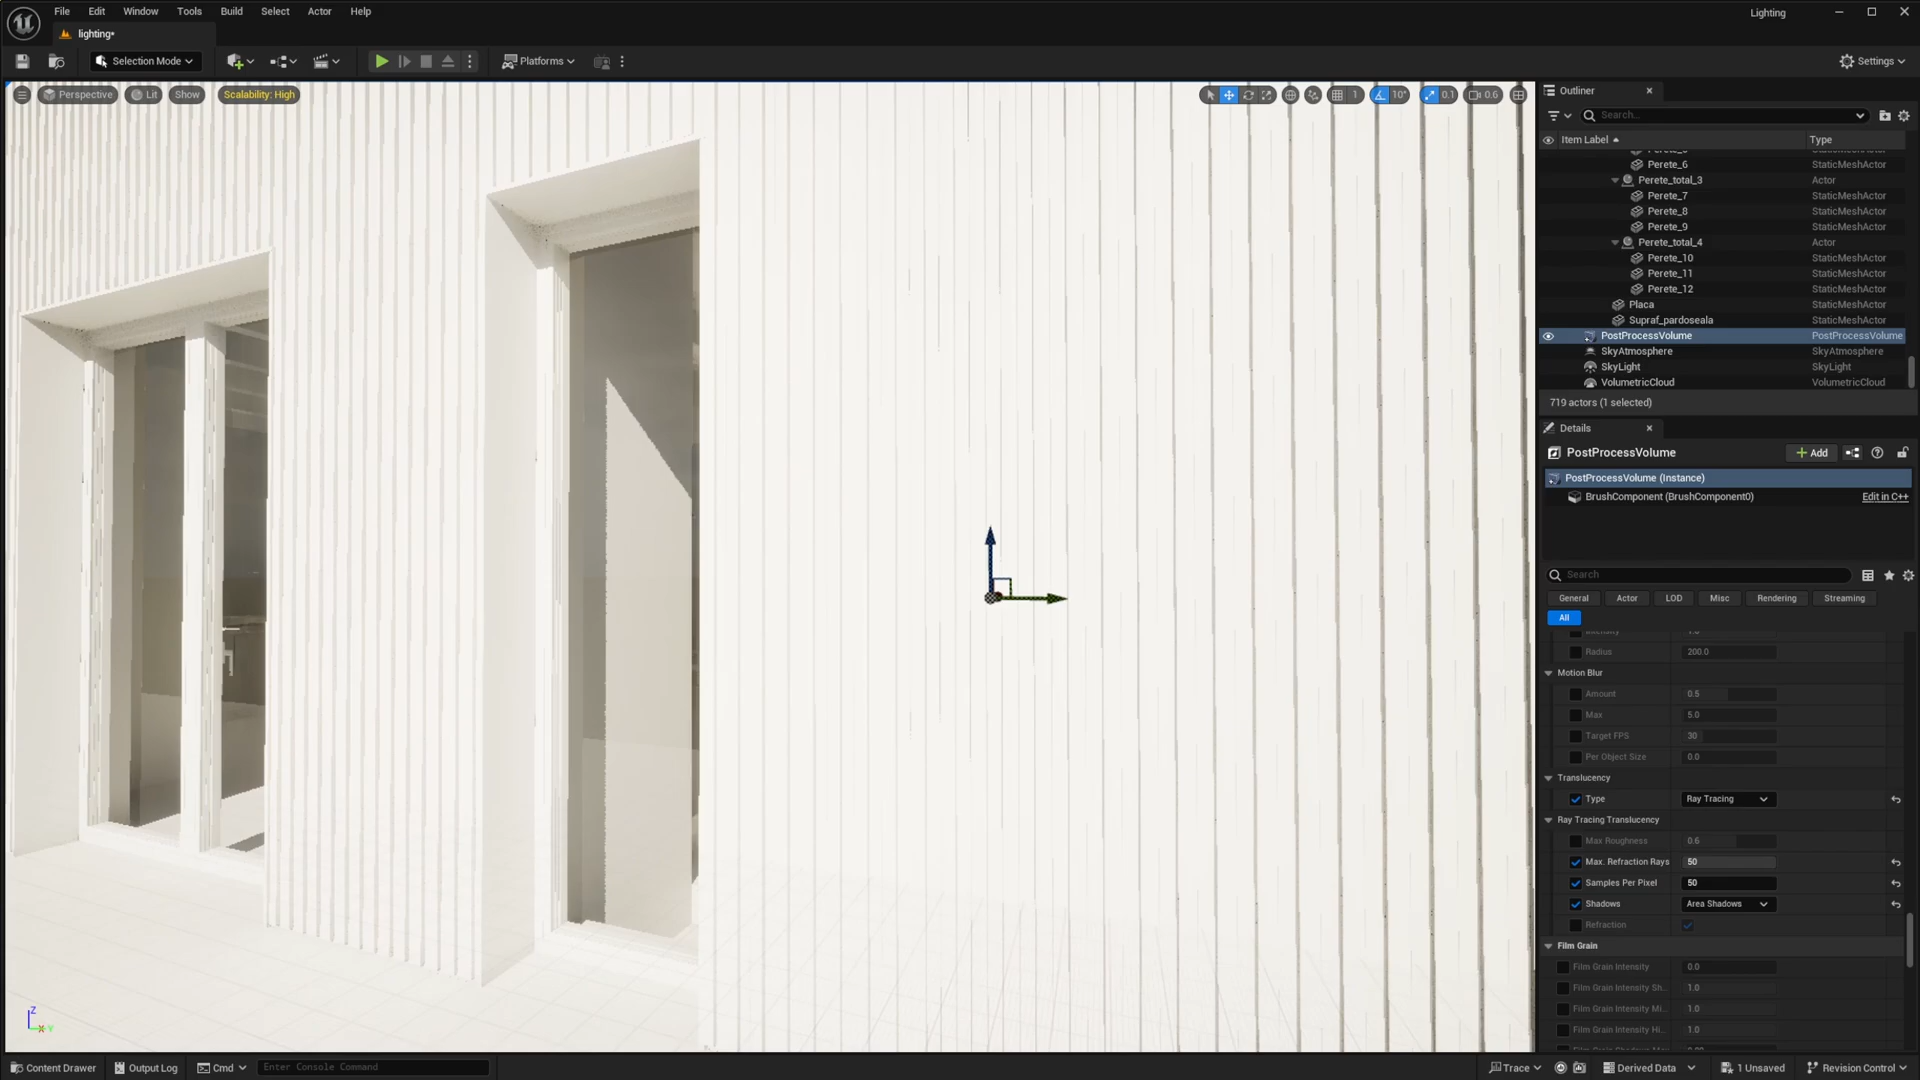 File Edit Window Tools Build Select Actor Help
Lighting
lighting*
Selection Mode
Platforms
Settings
Perspective Lit Show Scalability: High
1 10° 0.1 0.6
Outliner
Search...
Item Label Type
Perete_6 StaticMeshActor
Perete_total_3 Actor
Perete_7 StaticMeshActor
Perete_8 StaticMeshActor
Perete_9 StaticMeshActor
Perete_total_4 Actor
Perete_10 StaticMeshActor
Perete_11 StaticMeshActor
Perete_12 StaticMeshActor
Placa StaticMeshActor
Supraf_pardoseala StaticMeshActor
PostProcessVolume PostProcessVolume
SkyAtmosphere SkyAtmosphere
SkyLight SkyLight
VolumetricCloud VolumetricCloud
719 actors (1 selected)
Details
PostProcessVolume
Add
PostProcessVolume (Instance)
BrushComponent (BrushComponent0) Edit in C++
Search
General Actor LOD Misc Rendering Streaming
All
Radius 200.0
Motion Blur
Amount 0.5
Max 5.0
Target FPS 30
Per Object Size 0.0
Translucency
Type Ray Tracing
Ray Tracing Translucency
Max Roughness 0.6
Max. Refraction Rays 50
Samples Per Pixel 50
Shadows Area Shadows
Refraction
Film Grain
Film Grain Intensity 0.0
Film Grain Intensity Sh... 1.0
Film Grain Intensity Mi... 1.0
Film Grain Intensity Hi... 1.0
Z
X Y
Content Drawer Output Log Cmd Enter Console Command
Trace Derived Data 1 Unsaved Revision Control